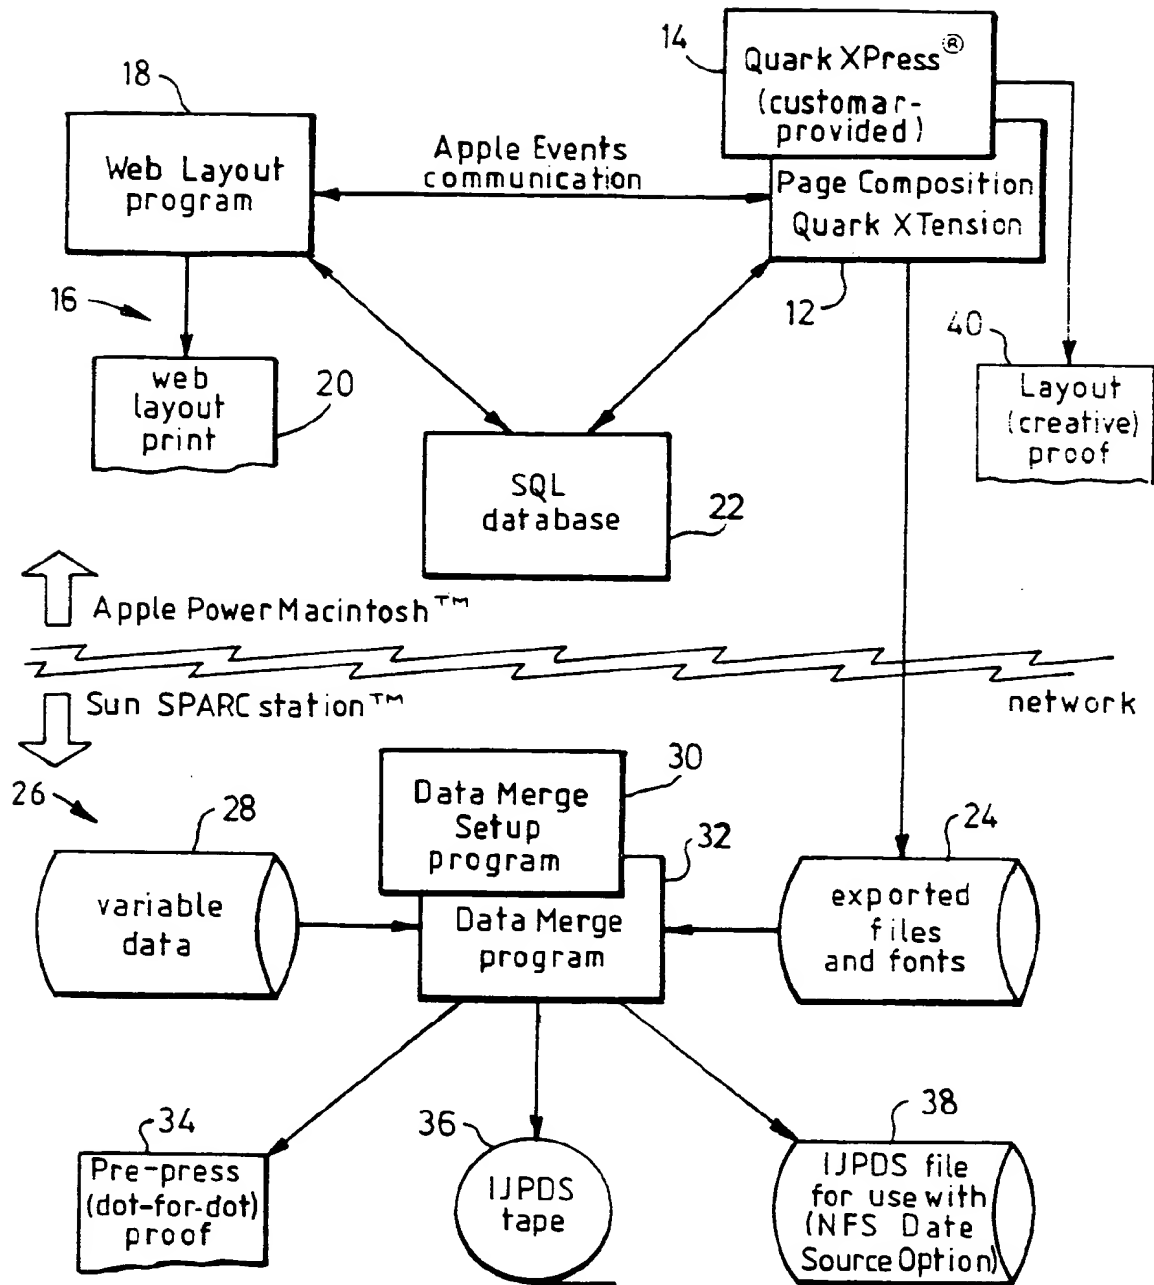 14
Quark XPress®
(customar-
provided)
18
Web Layout
program
Apple Events
communication
Page Composition
Quark XTension
16
12
40
web
layout
print
20
Layout
(creative)
proof
SQL
database
22
Apple Power Macintosh™
Sun SPARC station™
network
26
30
Data Merge
Setup
program
28
32
24
variable
data
Data Merge
program
exported
files
and fonts
34
36
38
Pre-press
(dot-for-dot)
proof
IJPDS
tape
IJPDS file
for use with
(NFS Date
Source Option)